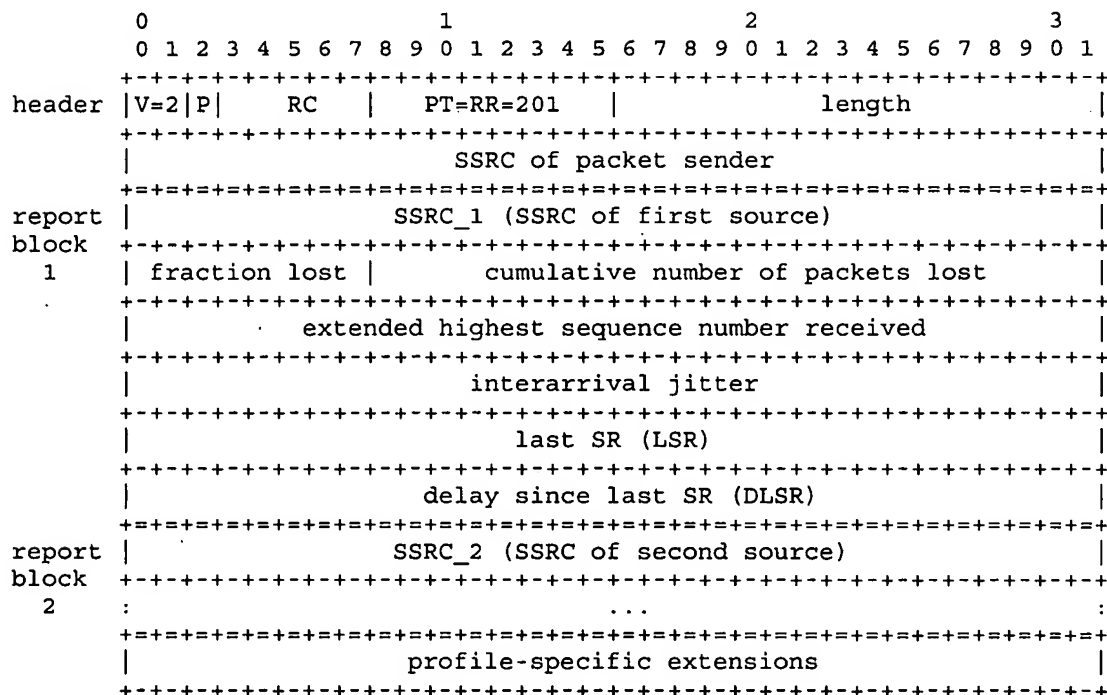 0                   1                   2                   3
0 1 2 3 4 5 6 7 8 9 0 1 2 3 4 5 6 7 8 9 0 1 2 3 4 5 6 7 8 9 0 1
+-+-+-+-+-+-+-+-+-+-+-+-+-+-+-+-+-+-+-+-+-+-+-+-+-+-+-+-+-+-+-+-+
header |V=2|P|    RC   |   PT=RR=201   |             length            |
+-+-+-+-+-+-+-+-+-+-+-+-+-+-+-+-+-+-+-+-+-+-+-+-+-+-+-+-+-+-+-+-+
|                     SSRC of packet sender                     |
+=+=+=+=+=+=+=+=+=+=+=+=+=+=+=+=+=+=+=+=+=+=+=+=+=+=+=+=+=+=+=+=+
report |                 SSRC_1 (SSRC of first source)                 |
block  +-+-+-+-+-+-+-+-+-+-+-+-+-+-+-+-+-+-+-+-+-+-+-+-+-+-+-+-+-+-+-+-+
1    | fraction lost |       cumulative number of packets lost       |
+-+-+-+-+-+-+-+-+-+-+-+-+-+-+-+-+-+-+-+-+-+-+-+-+-+-+-+-+-+-+-+-+
|           extended highest sequence number received           |
+-+-+-+-+-+-+-+-+-+-+-+-+-+-+-+-+-+-+-+-+-+-+-+-+-+-+-+-+-+-+-+-+
|                      interarrival jitter                      |
+-+-+-+-+-+-+-+-+-+-+-+-+-+-+-+-+-+-+-+-+-+-+-+-+-+-+-+-+-+-+-+-+
|                         last SR (LSR)                         |
+-+-+-+-+-+-+-+-+-+-+-+-+-+-+-+-+-+-+-+-+-+-+-+-+-+-+-+-+-+-+-+-+
|                   delay since last SR (DLSR)                  |
+=+=+=+=+=+=+=+=+=+=+=+=+=+=+=+=+=+=+=+=+=+=+=+=+=+=+=+=+=+=+=+=+
report |                 SSRC_2 (SSRC of second source)                |
block  +-+-+-+-+-+-+-+-+-+-+-+-+-+-+-+-+-+-+-+-+-+-+-+-+-+-+-+-+-+-+-+-+
2    :                               ...                             :
+=+=+=+=+=+=+=+=+=+=+=+=+=+=+=+=+=+=+=+=+=+=+=+=+=+=+=+=+=+=+=+=+
|                  profile-specific extensions                  |
+-+-+-+-+-+-+-+-+-+-+-+-+-+-+-+-+-+-+-+-+-+-+-+-+-+-+-+-+-+-+-+-+